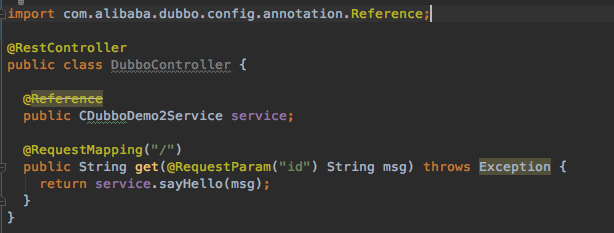 import com.alibaba.dubbo.config.annotation.Reference;
@RestController
public class DubboController {
@Reference
public CDubboDemo2Service service;
@RequestMapping("/")
public String get(@RequestParam("id") String msg) throws Exception {
return service.sayHello(msg);
}
}